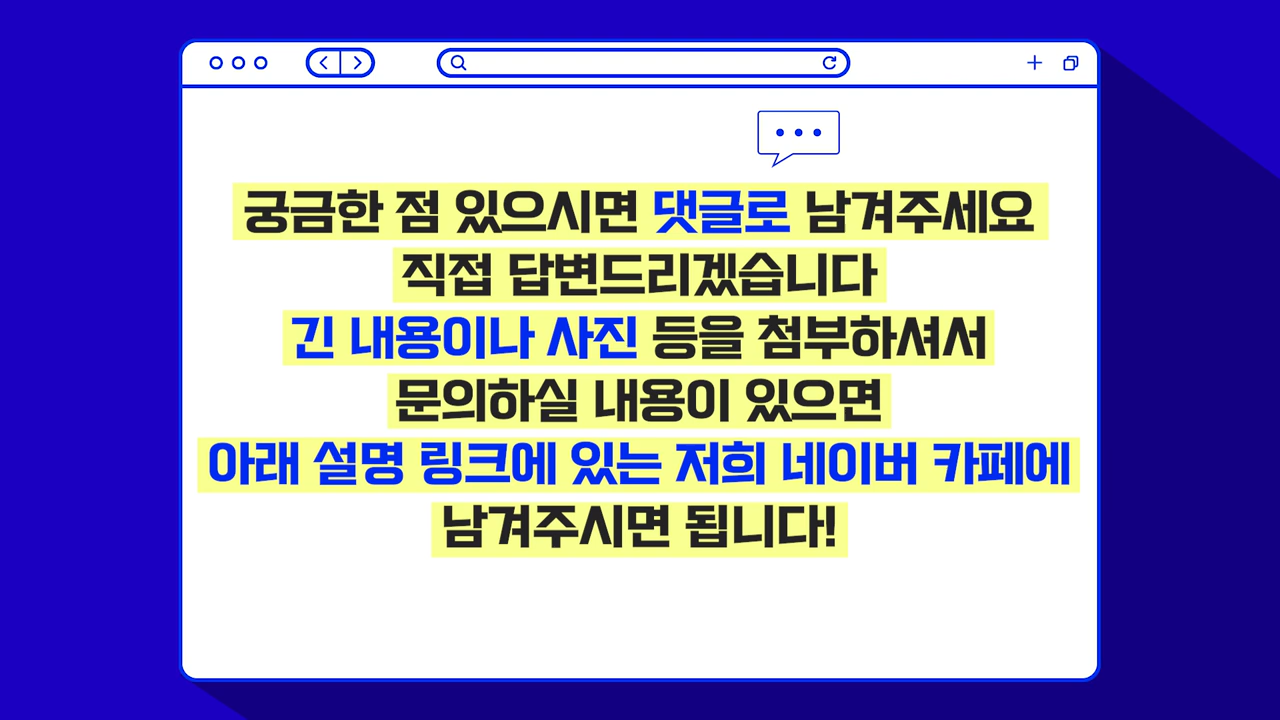 궁금한 점 있으시면 댓글로 남겨주세요
직접 답변드리겠습니다
긴 내용이나 사진 등을 첨부하셔서
문의하실 내용이 있으면
아래 설명 링크에 있는 저희 네이버 카페에
남겨주시면 됩니다!